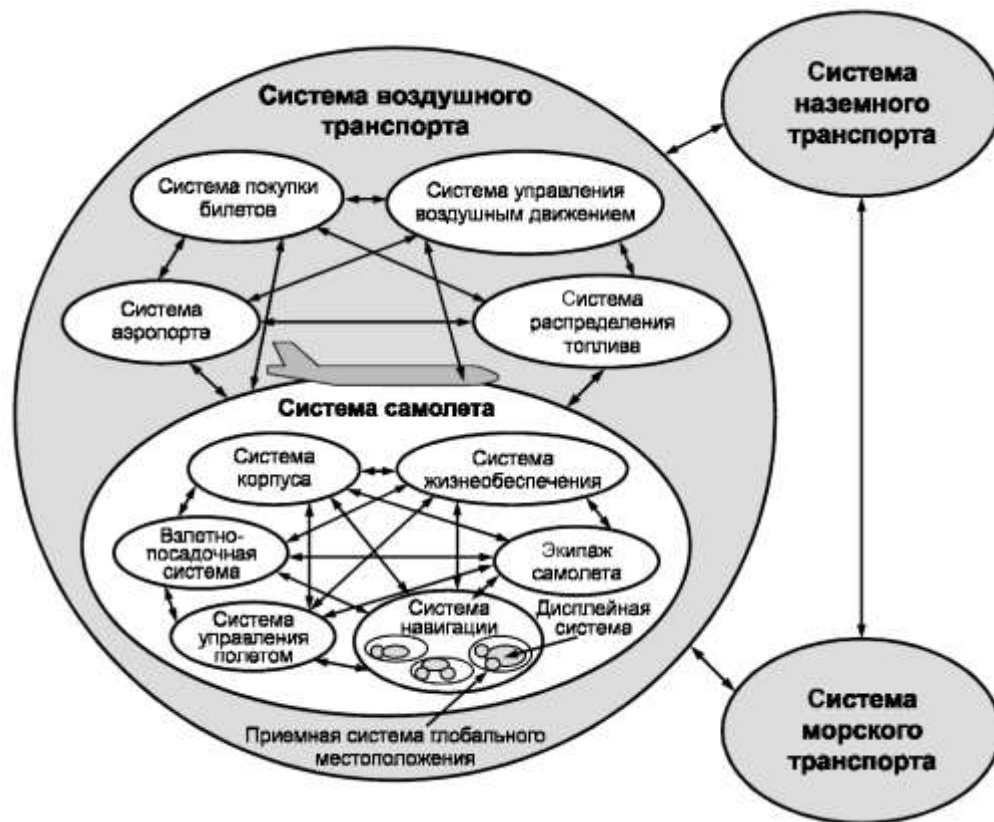 Система воздушного
транспорта
Система
наземного
транспорта
Система покупки
билетов
Система управления
воздушным движением
Система
аэропорта
Система
распределения
топлива
Система самолета
Система
корпуса
Система
жизнеобеспечения
Взлетно-
посадочная
система
Экипаж
самолета
Система
управления
полетом
Система
навигации
Дисплейная
система
Приемная система глобального
местоположения
Система
морского
транспорта